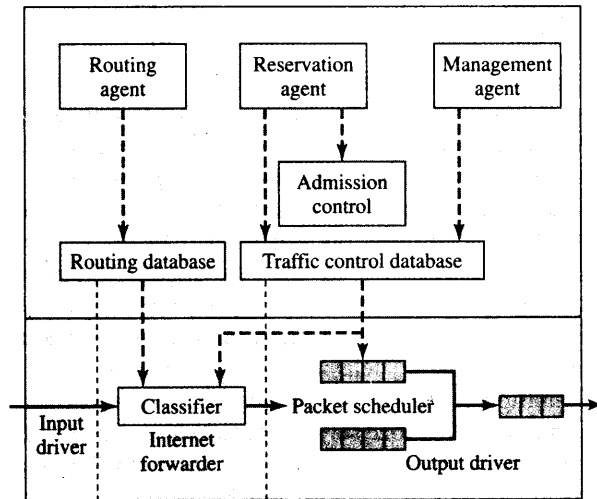 Routing
agent
Reservation
agent
Management
agent
Admission
control
Routing database
Traffic control database
Classifier
Packet scheduler
Input
driver
Internet
forwarder
Output driver